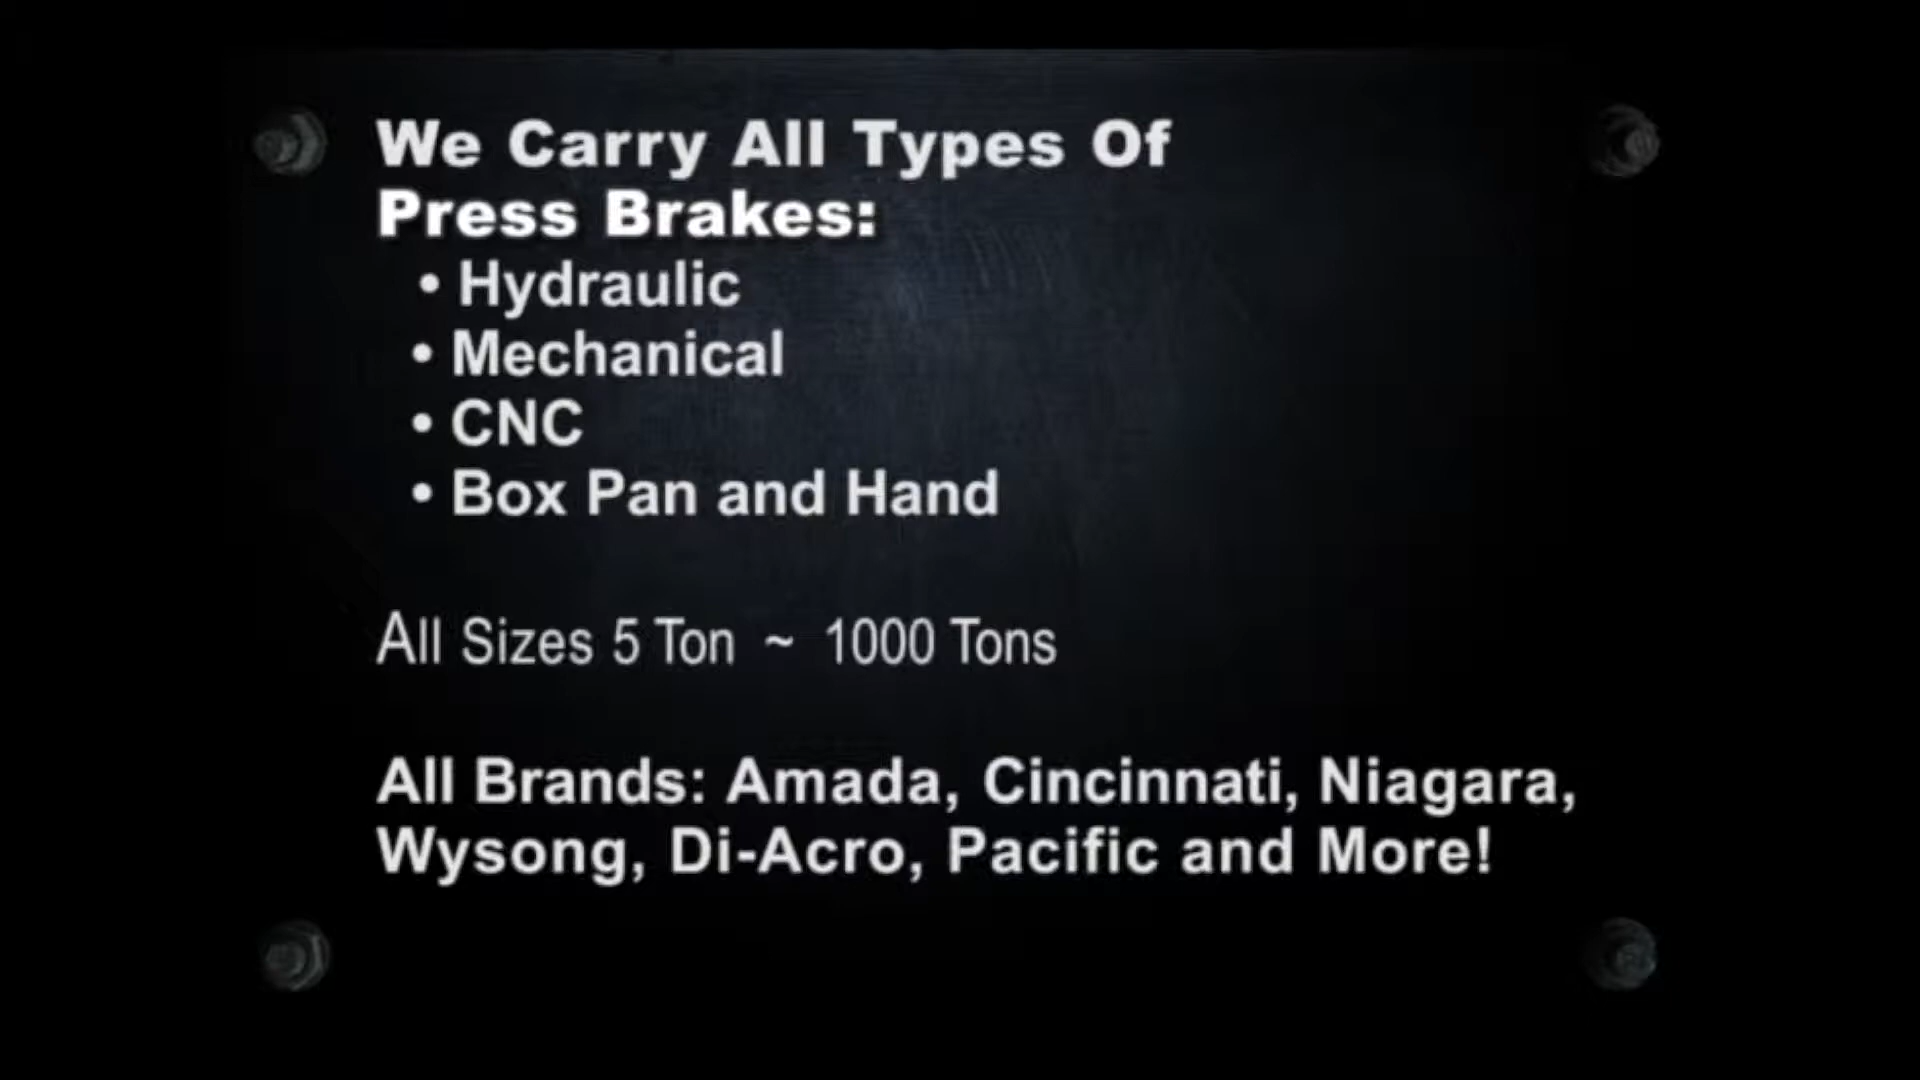 We Carry All Types Of
Press Brakes:
• Hydraulic
• Mechanical
• CNC
• Box Pan and Hand
All Sizes 5 Ton ~ 1000 Tons
All Brands: Amada, Cincinnati, Niagara,
Wysong, Di-Acro, Pacific and More!